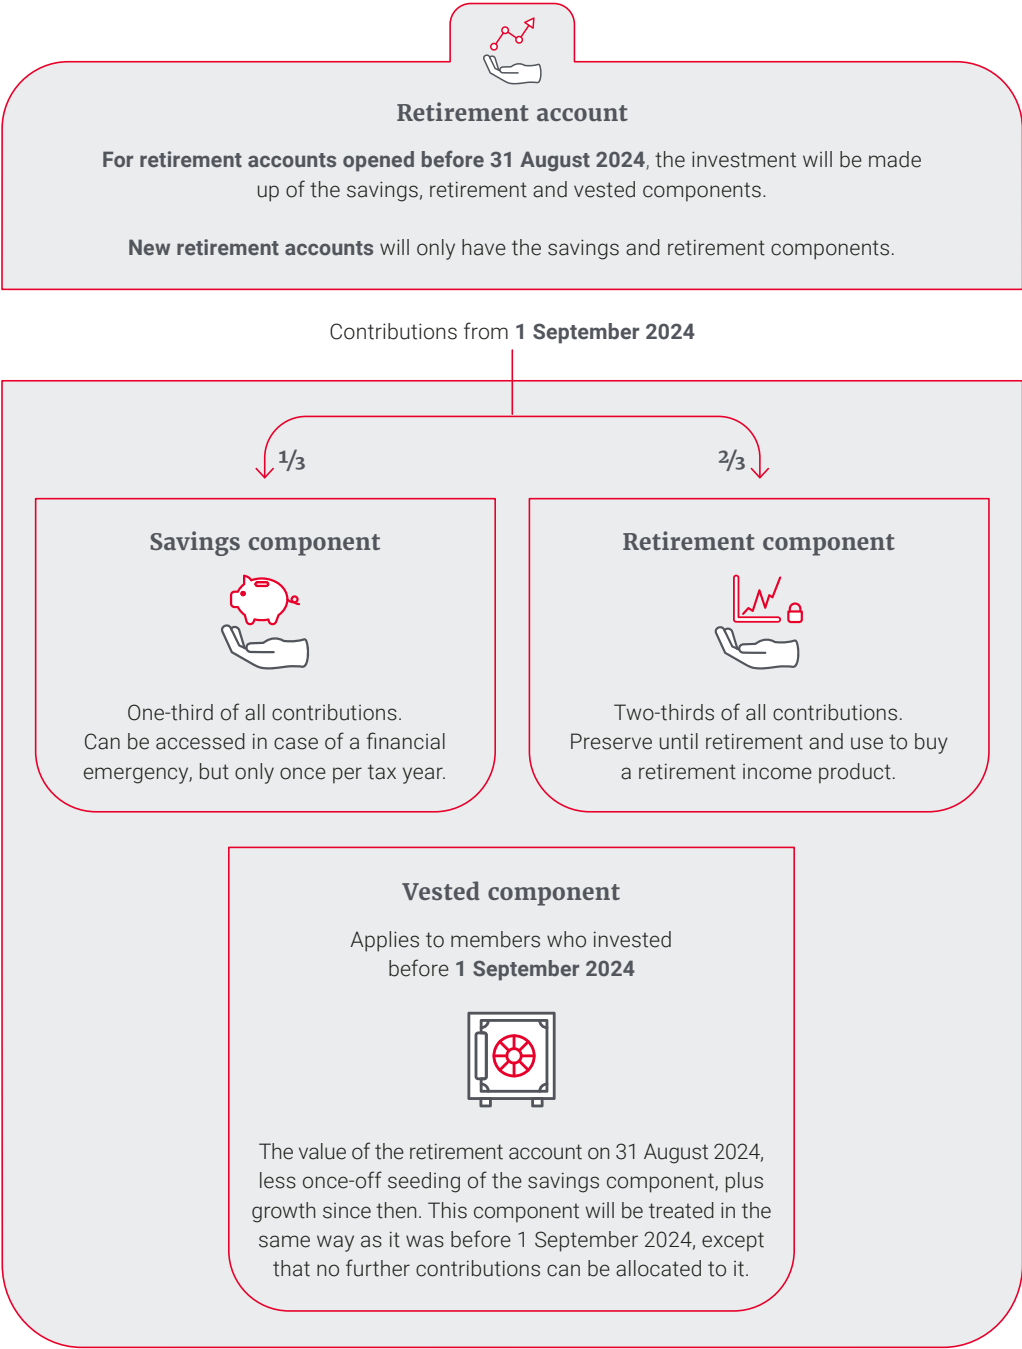 Retirement account
For retirement accounts opened before 31 August 2024, the investment will be made
up of the savings, retirement and vested components.
New retirement accounts will only have the savings and retirement components.
Contributions from 1 September 2024
1/3
2/3
Savings component
One-third of all contributions.
Can be accessed in case of a financial
emergency, but only once per tax year.
Retirement component
Two-thirds of all contributions.
Preserve until retirement and use to buy
a retirement income product.
Vested component
Applies to members who invested
before 1 September 2024
The value of the retirement account on 31 August 2024,
less once-off seeding of the savings component, plus
growth since then. This component will be treated in the
same way as it was before 1 September 2024, except
that no further contributions can be allocated to it.